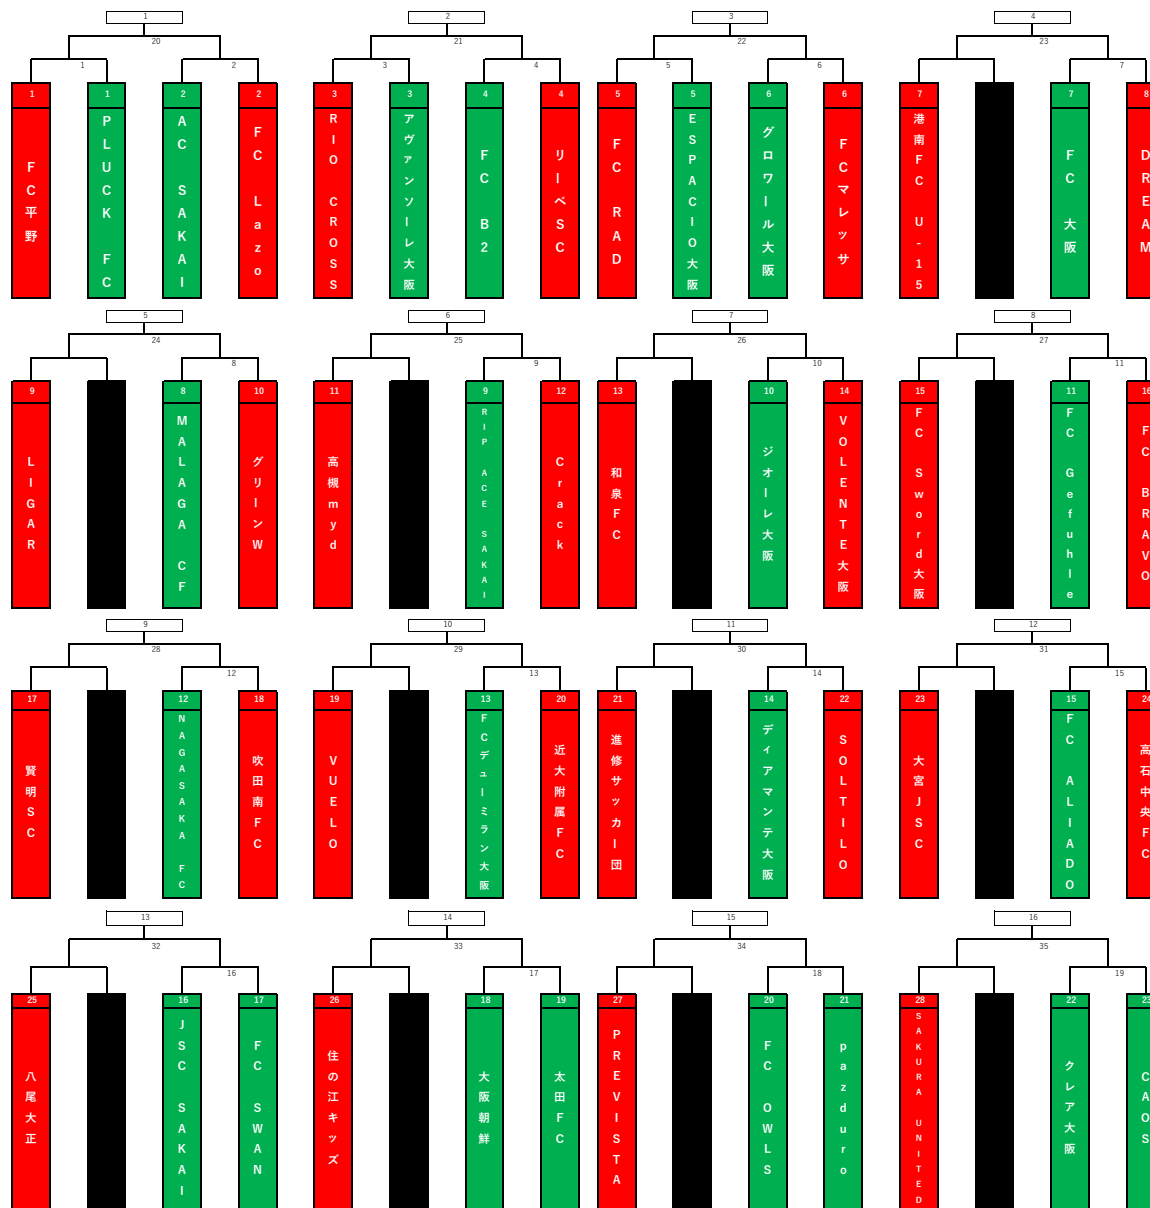 1 2 3 4
20 21 22 23
1 2 3 4 5 6 7
1 1 2 2 3 3 4 4 5 5 6 6 7 7 8
FC平野
PLUCK FC
AC SAKAI
FC Lazo
RIO CROSS
アヴァンソーレ大阪
FC B2
リーベSC
FC RAD
ESPACIO大阪
グロワール大阪
FCマレッサ
港南FC U-15
FC 大阪
DREAM
5 6 7 8
24 25 26 27
8 9 10 11
9 8 10 11 9 12 13 10 14 15 11 16
LIGAR
MALAGA CF
グリーンW
高槻myd
RIP ACE SAKAI
Crack
和泉FC
ジオーレ大阪
VOLENTE大阪
FC Sword大阪
FC Gefuhle
FC BRAVO
9 10 11 12
28 29 30 31
12 13 14 15
17 12 18 19 13 20 21 14 22 23 15 24
賢明SC
NAGASAKA FC
吹田南FC
VUELO
FCデューミラン大阪
近大附属FC
進修サッカー団
ディアマンテ大阪
SOLTILO
大宮JSC
FC ALIADO
高石中央FC
13 14 15 16
32 33 34 35
16 17 18 19
25 16 17 26 18 19 27 20 21 28 22 23
八尾大正
JSC SAKAI
FC SWAN
住の江キッズ
大阪朝鮮
太田FC
PREVISTA
FC OWLS
pazduro
SAKURA UNITED
クレア大阪
CAOS